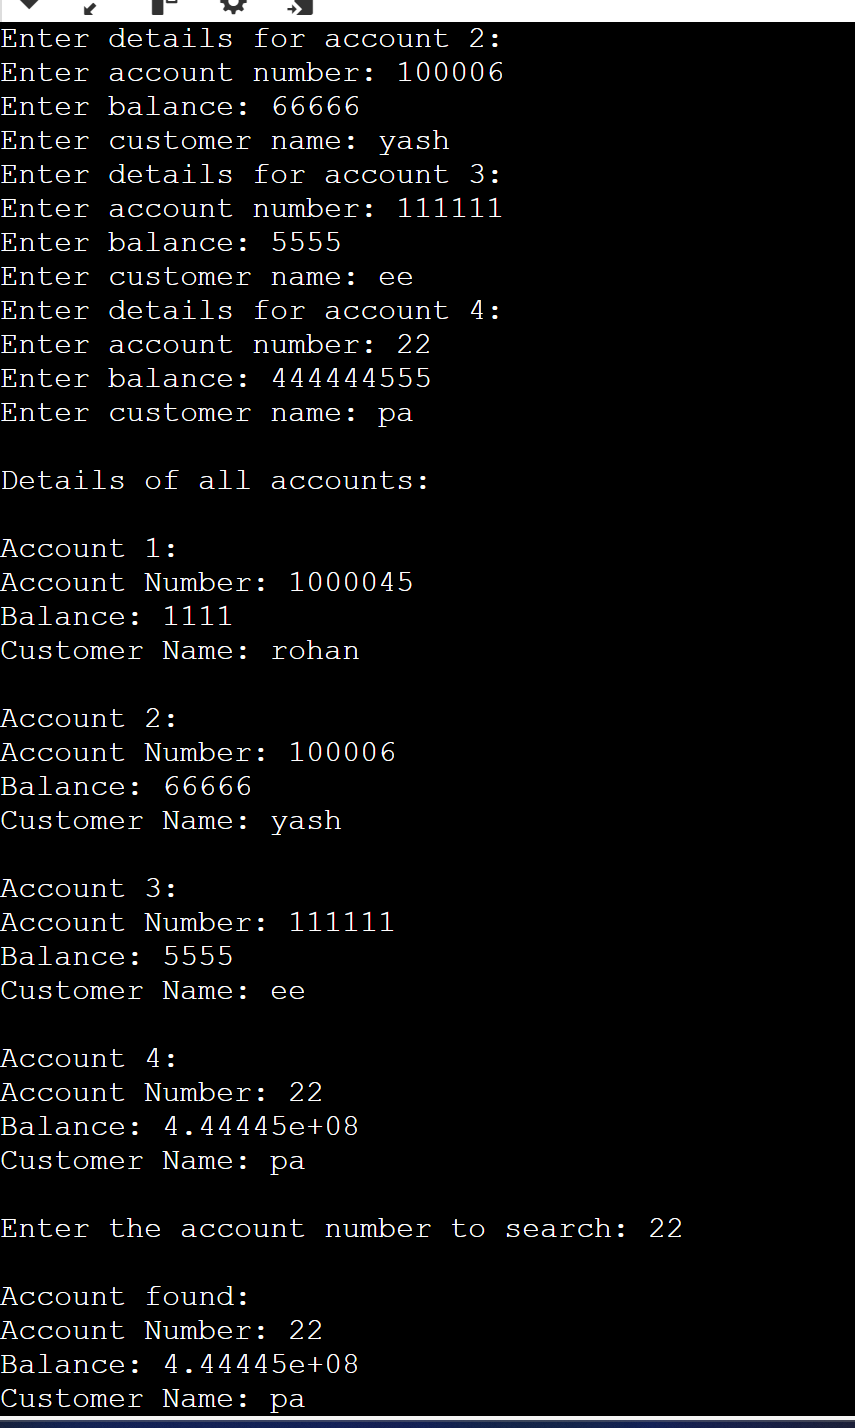 Enter details for account 2:
Enter account number: 100006
Enter balance: 66666
Enter customer name: yash
Enter details for account 3:
Enter account number: 111111
Enter balance: 5555
Enter customer name: ee
Enter details for account 4:
Enter account number: 22
Enter balance: 444444555
Enter customer name: pa
Details of all accounts:
Account 1:
Account Number: 1000045
Balance: 1111
Customer Name: rohan
Account 2:
Account Number: 100006
Balance: 66666
Customer Name: yash
Account 3:
Account Number: 111111
Balance: 5555
Customer Name: ee
Account 4:
Account Number: 22
Balance: 4.44445e+08
Customer Name: pa
Enter the account number to search: 22
Account found:
Account Number: 22
Balance: 4.44445e+08
Customer Name: pa